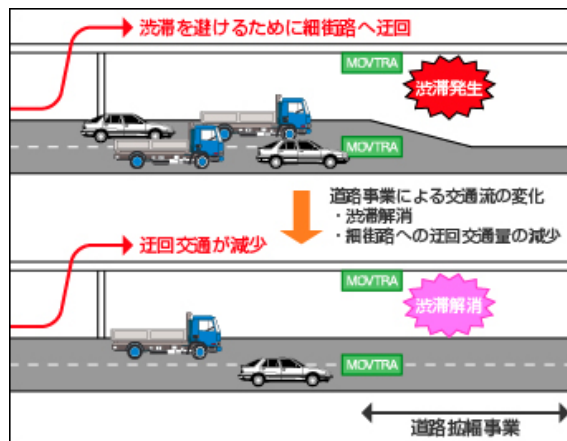 渋滞を避けるために細街路へ迂回
MOVTRA
渋滞発生
MOVTRA
道路事業による交通流の変化
・渋滞解消
・細街路への迂回交通量の減少
迂回交通が減少
MOVTRA
渋滞解消
MOVTRA
道路拡幅事業